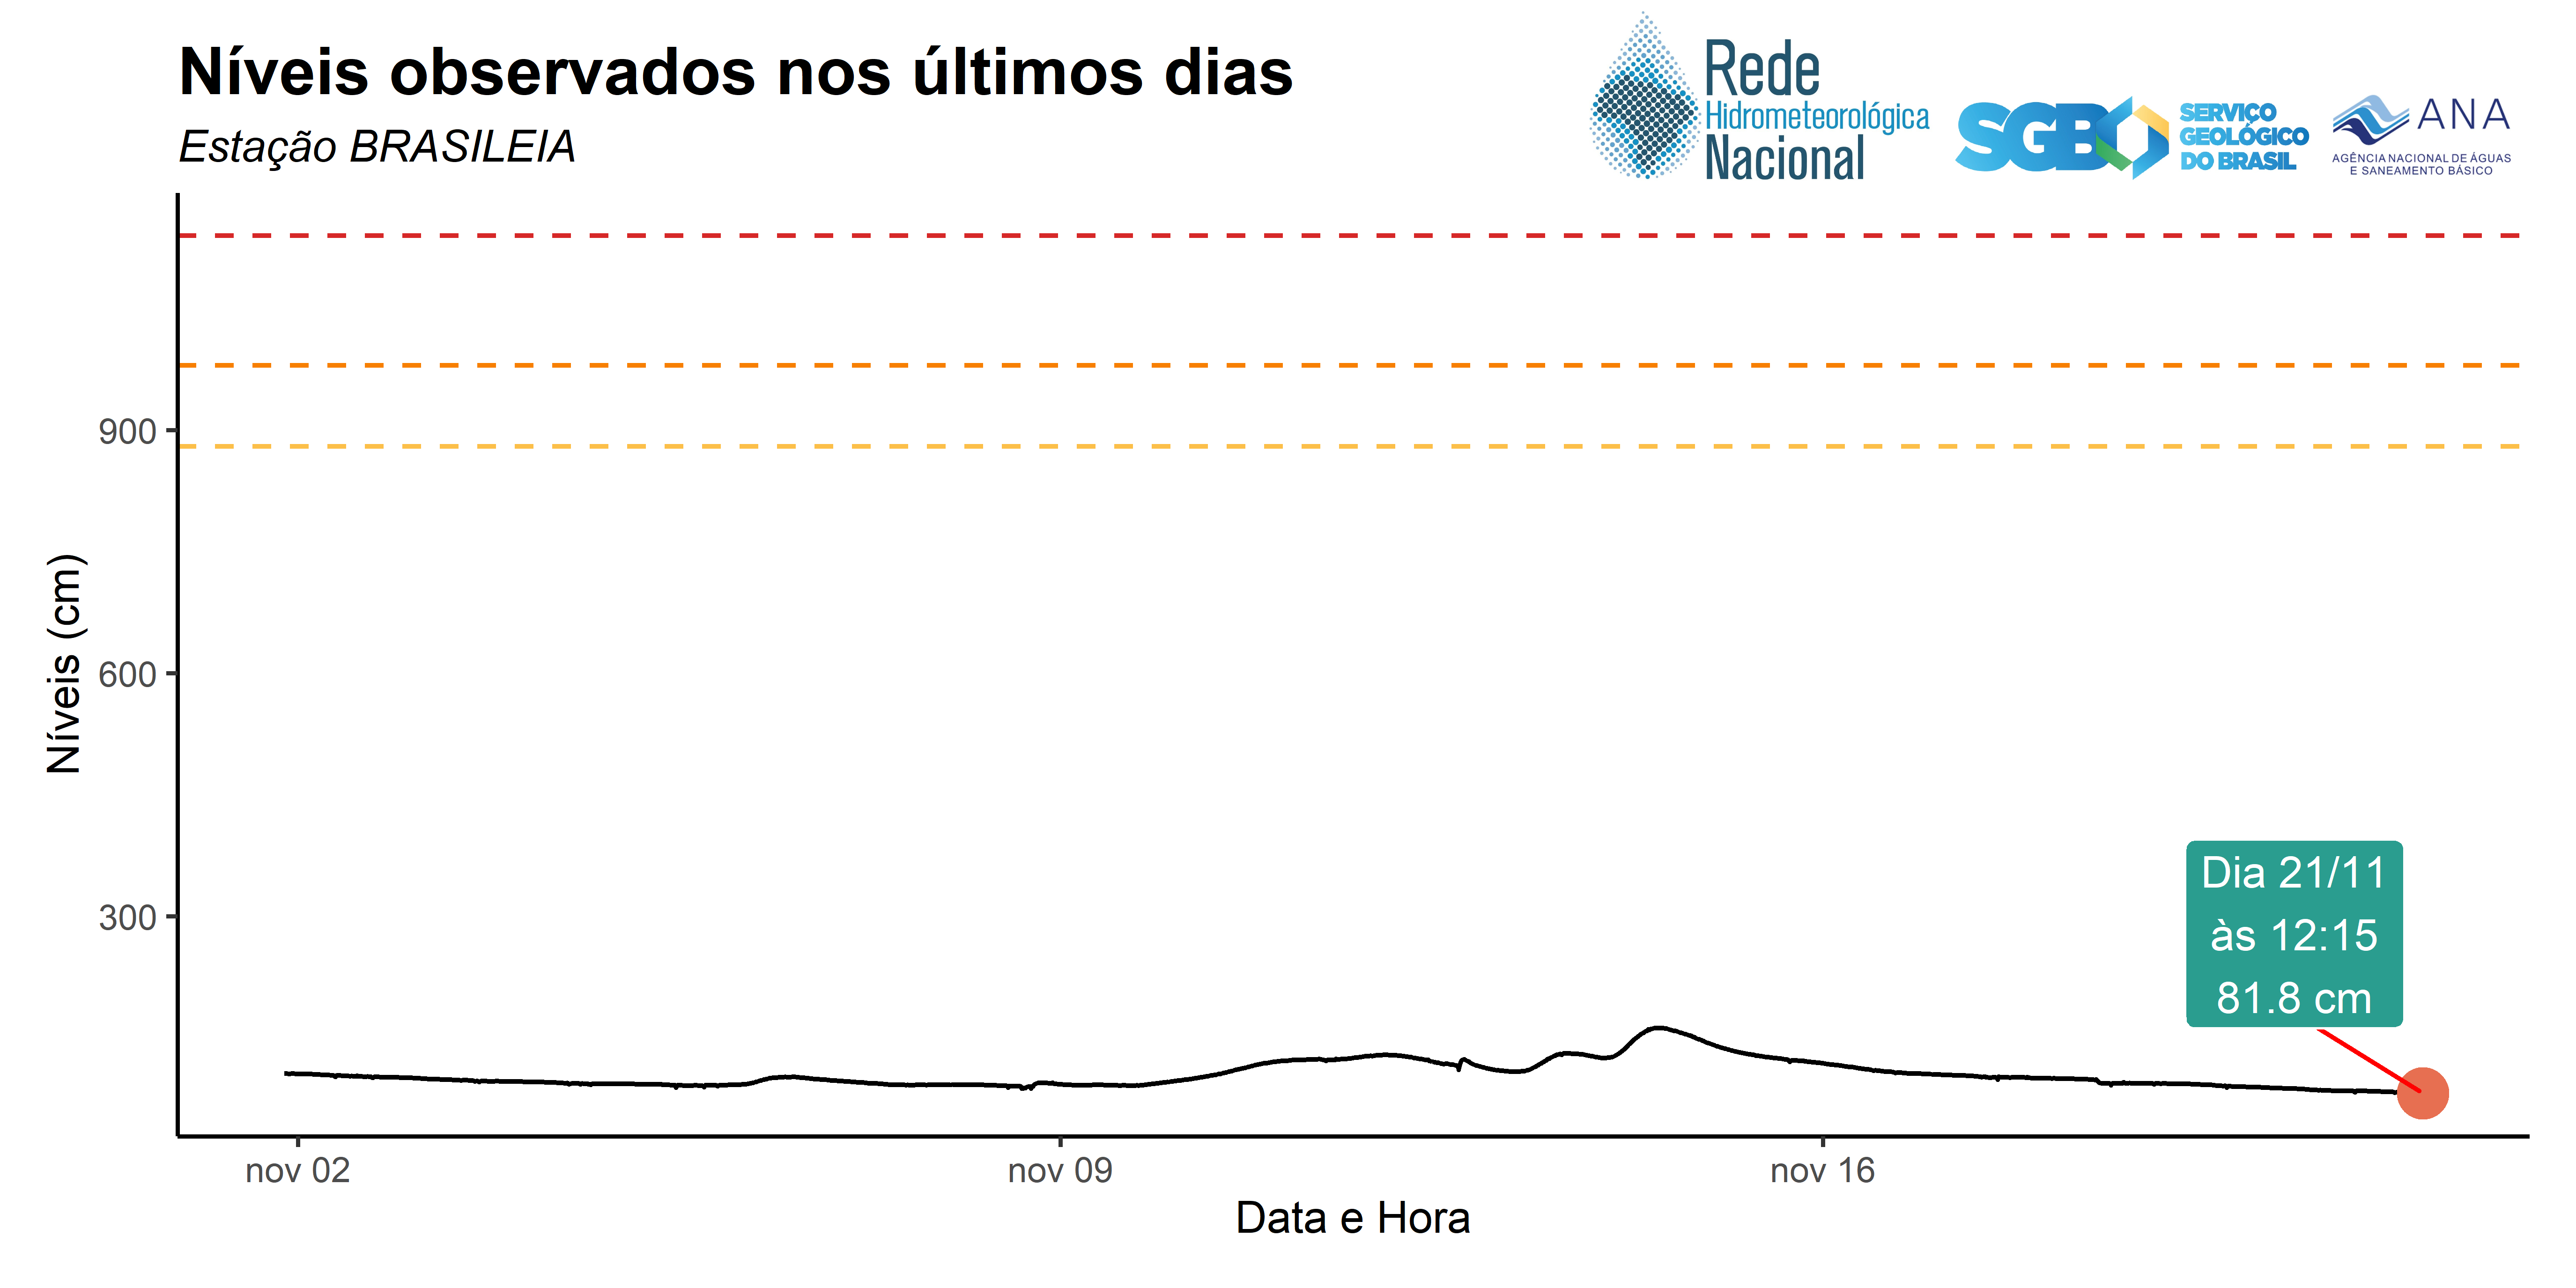 Níveis observados nos últimos dias
Estação BRASILEIA
Rede
Hidrometeorológica
Nacional
SGB
SERVIÇO
GEOLÓGICO
DO BRASIL
ANA
AGÊNCIA NACIONAL DE ÁGUAS
E SANEAMENTO BÁSICO
Níveis (cm)
900
600
300
Dia 21/11
às 12:15
81.8 cm
nov 02
nov 09
nov 16
Data e Hora